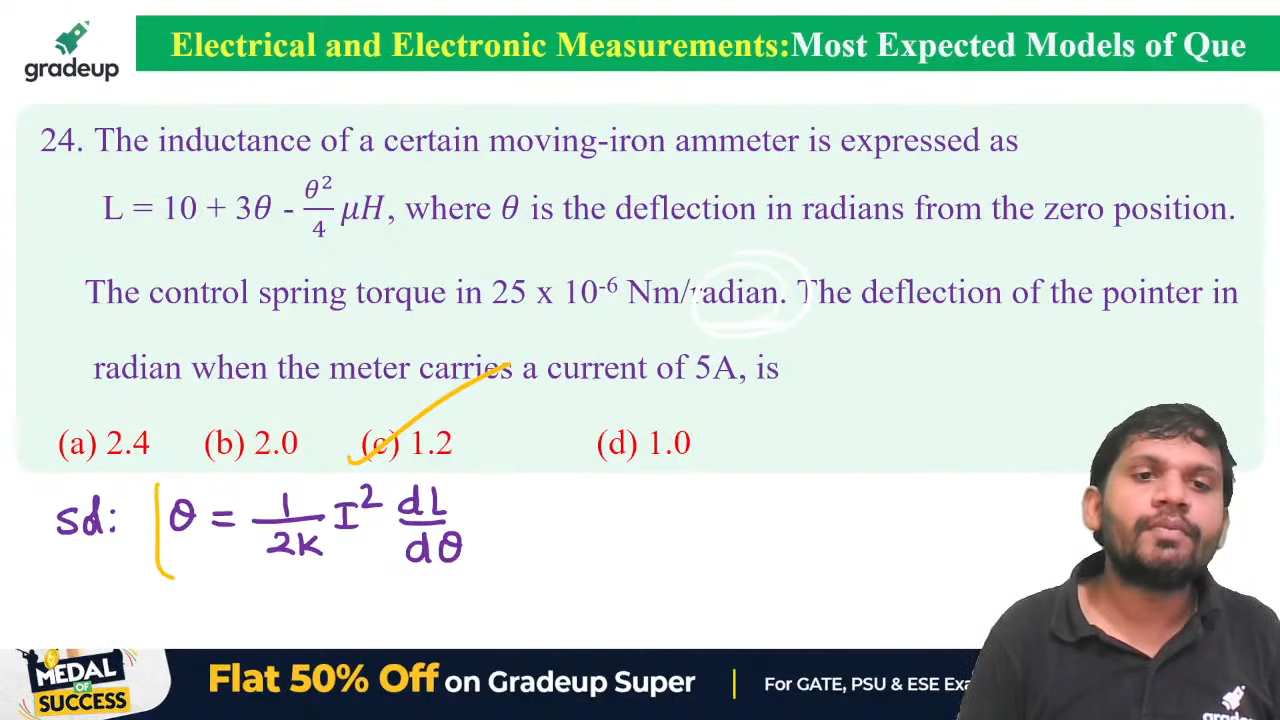 gradeup
Electrical and Electronic Measurements:Most Expected Models of Que
24. The inductance of a certain moving-iron ammeter is expressed as
L = 10 + 3θ - θ²/4 μH, where θ is the deflection in radians from the zero position.
The control spring torque in 25 x 10⁻⁶ Nm/radian. The deflection of the pointer in
radian when the meter carries a current of 5A, is
(a) 2.4 (b) 2.0 (c) 1.2 (d) 1.0
sol: θ = 1/2K I² dL/dθ
MEDAL
OF
SUCCESS
Flat 50% Off on Gradeup Super
For GATE, PSU & ESE Exa
gradeup